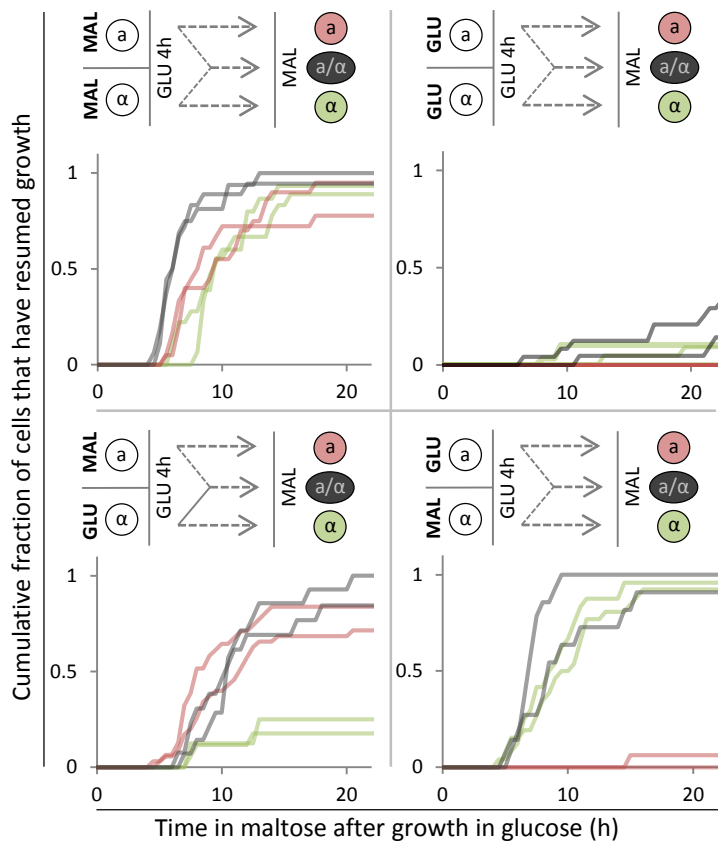 Cumulative fraction of cells that have resumed growth
MAL
a
MAL
α
GLU 4h
MAL
a
a/α
α
1
0.5
0
0
10
20
GLU
a
GLU
α
GLU 4h
MAL
a
a/α
α
1
0.5
0
0
10
20
MAL
a
GLU
α
GLU 4h
MAL
a
a/α
α
1
0.5
0
0
10
20
GLU
a
MAL
α
GLU 4h
MAL
a
a/α
α
1
0.5
0
0
10
20
Time in maltose after growth in glucose (h)